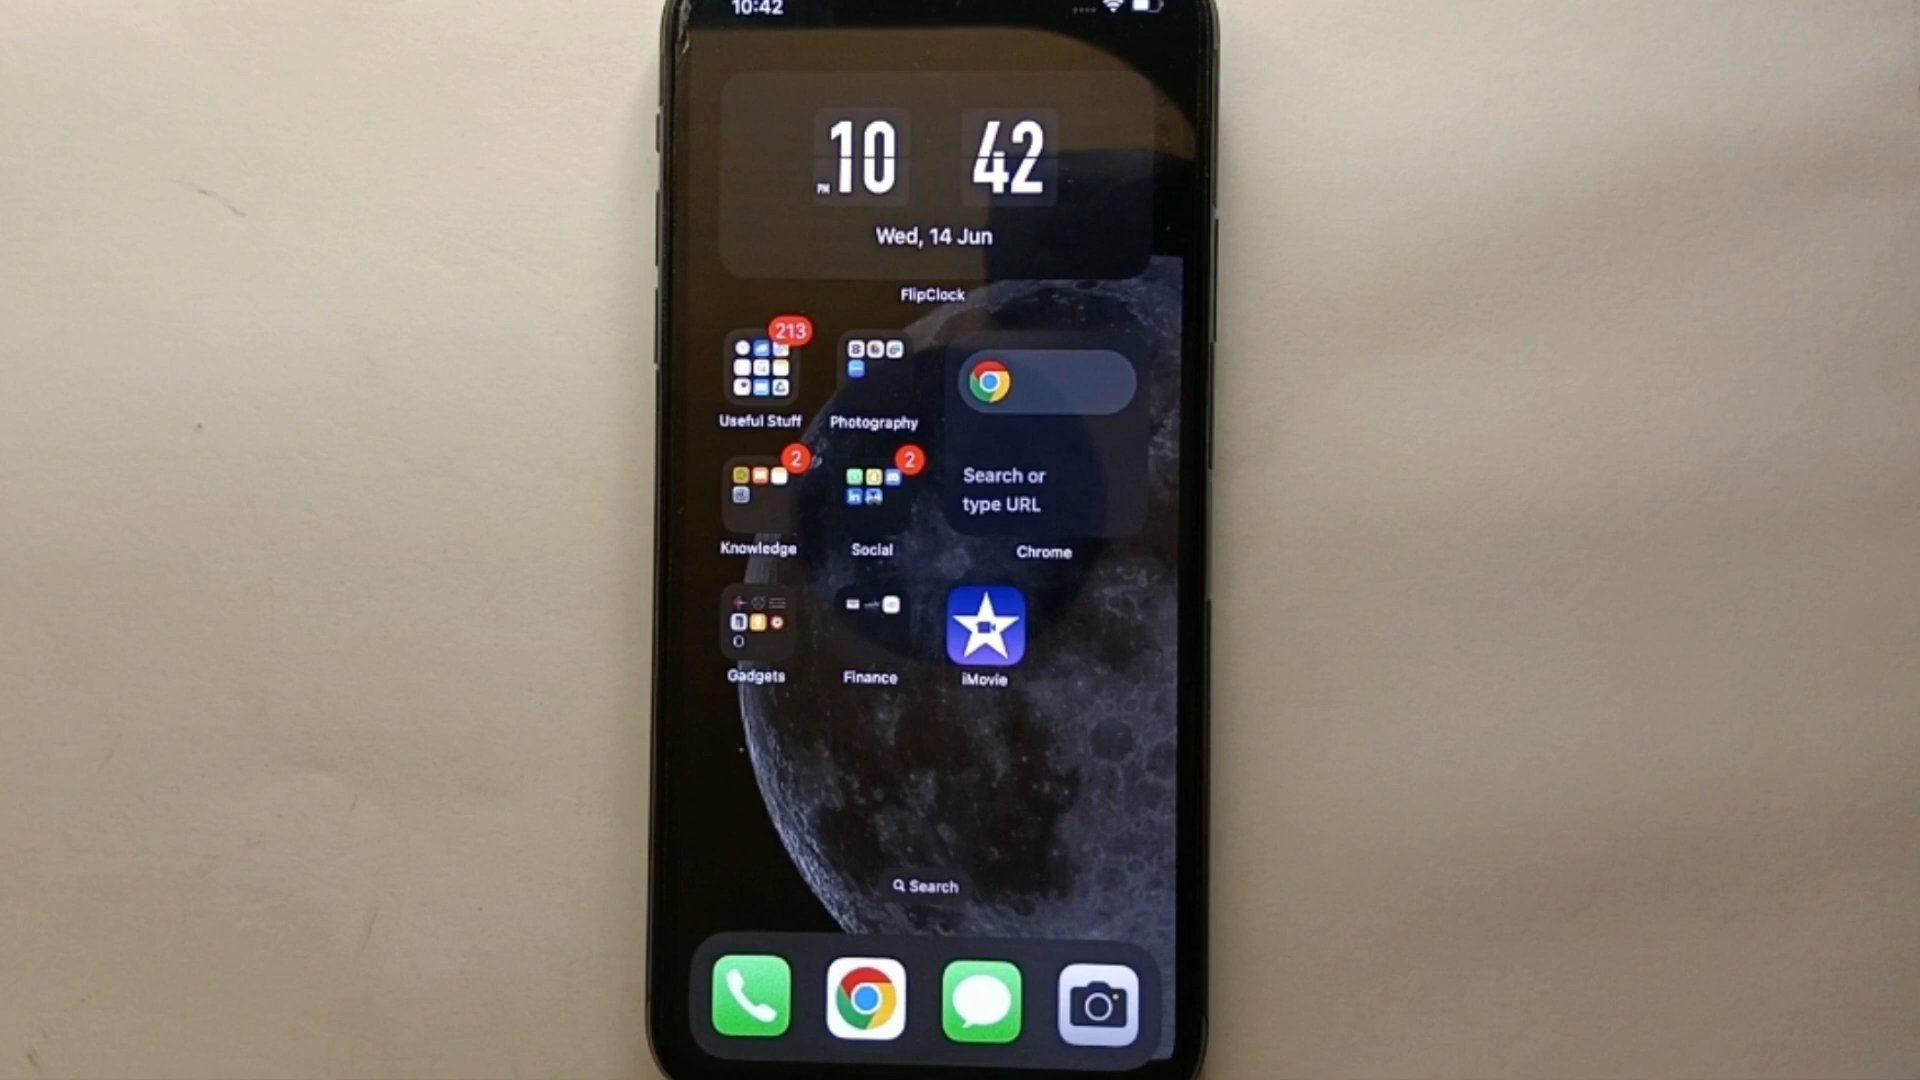 10:42
PM 10 42
Wed, 14 Jun
FlipClock
213
Useful Stuff Photography
Search or
type URL
2 2
Knowledge Social Chrome
Gadgets Finance iMovie
Search